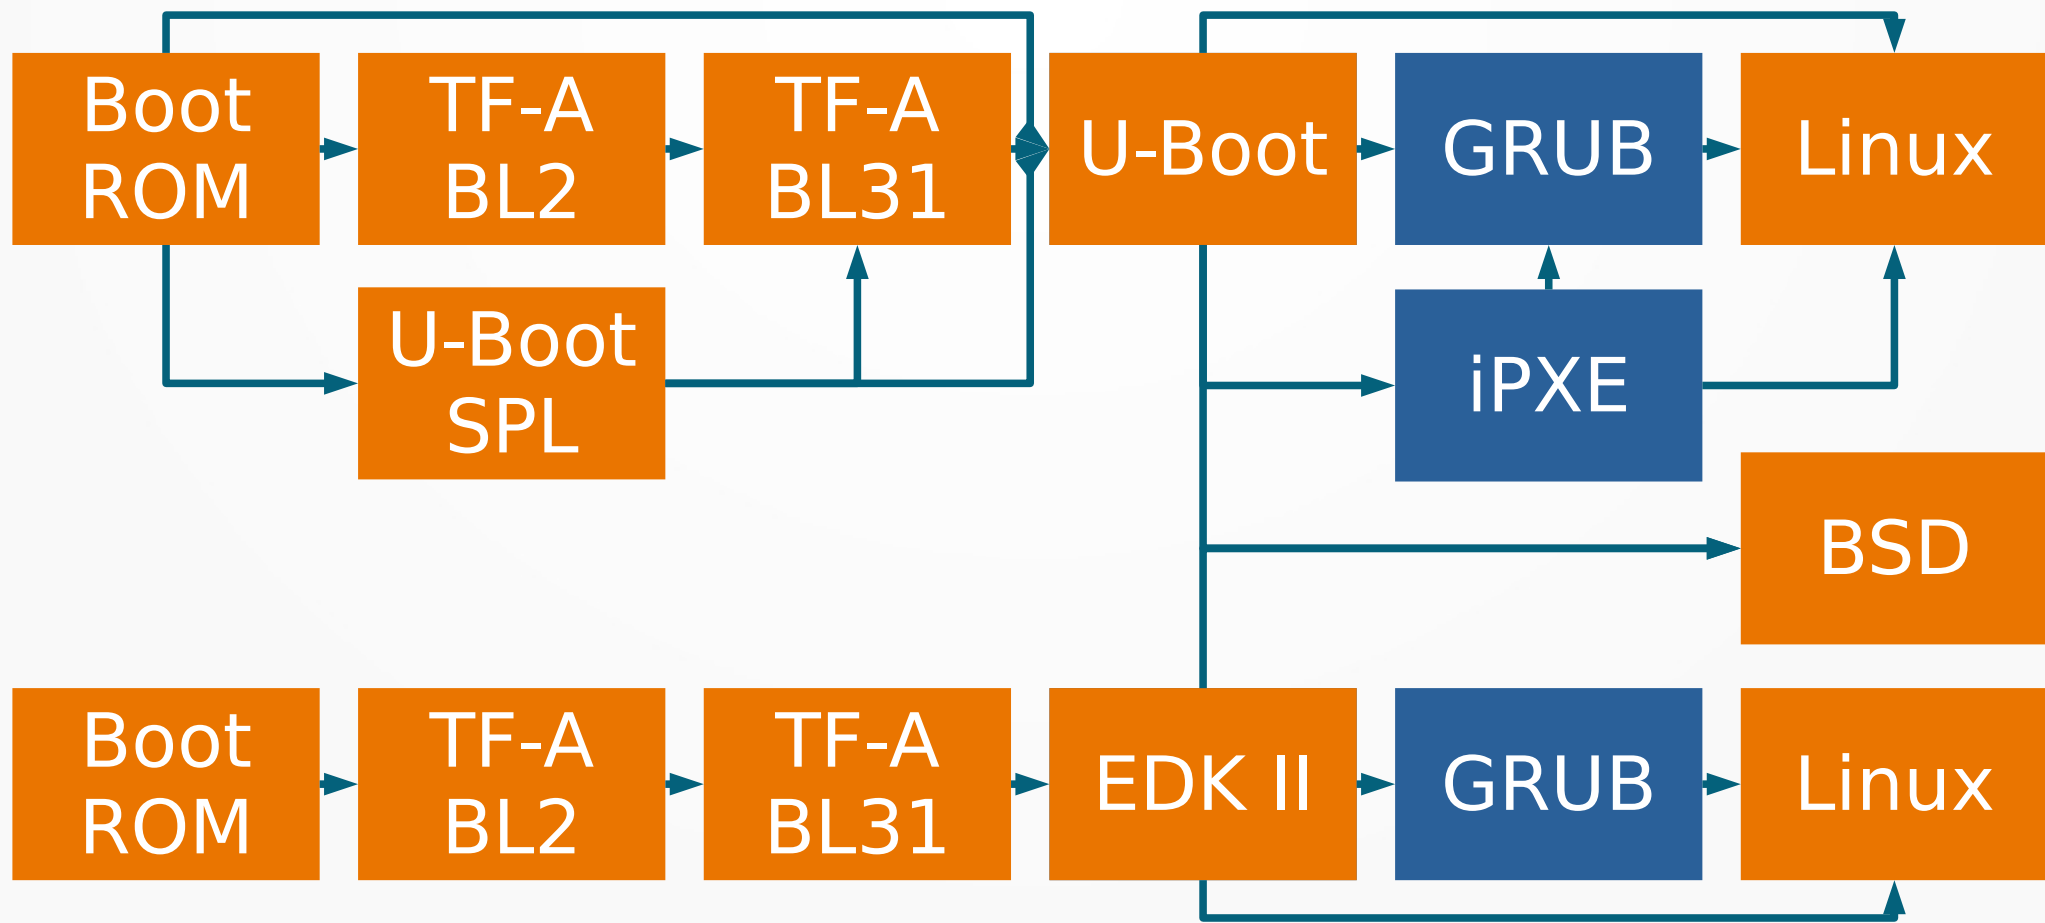 Boot
ROM
TF-A
BL2
TF-A
BL31
U-Boot
GRUB
Linux
U-Boot
SPL
iPXE
BSD
Boot
ROM
TF-A
BL2
TF-A
BL31
EDK II
GRUB
Linux